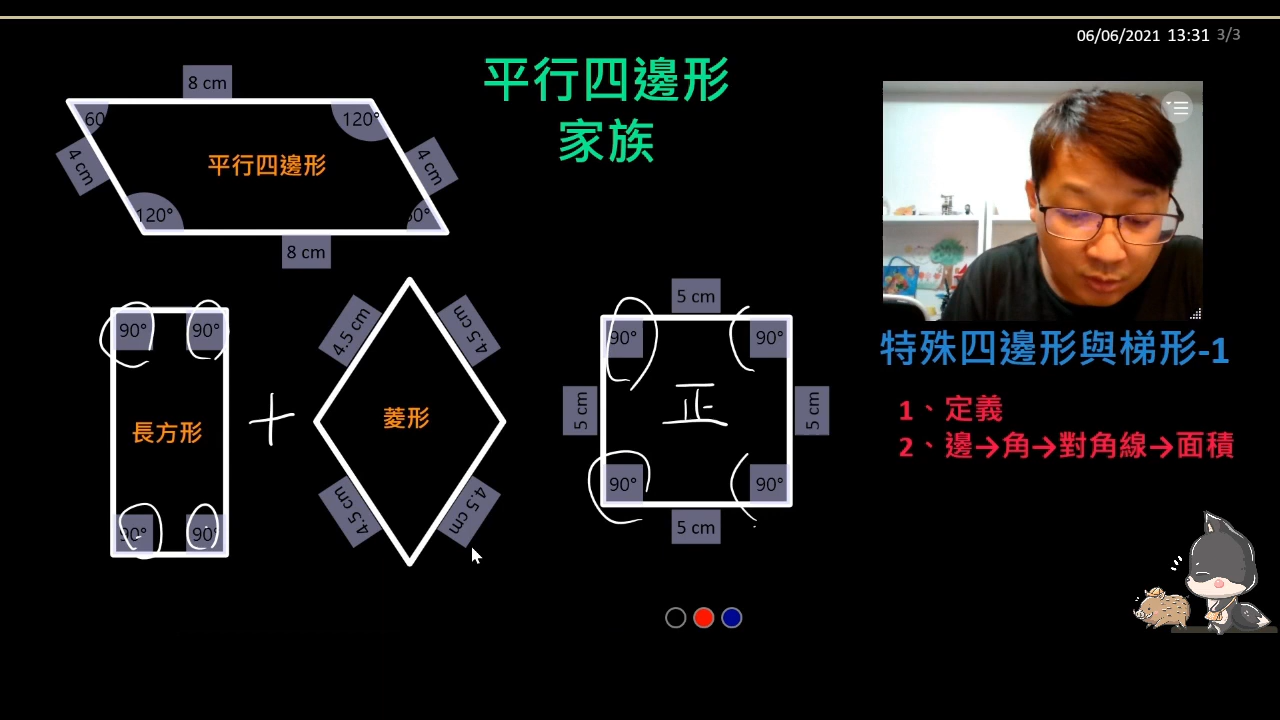 06/06/2021 13:31 3/3
平行四邊形
家族
8 cm
60
120°
4 cm
平行四邊形
4 cm
120°
8 cm
90°
90°
長方形
90°
90°
+
4.5 cm
4.5 cm
菱形
4.5 cm
4.5 cm
5 cm
90°
90°
5 cm
正
5 cm
90°
90°
5 cm
特殊四邊形與梯形-1
1、定義
2、邊→角→對角線→面積